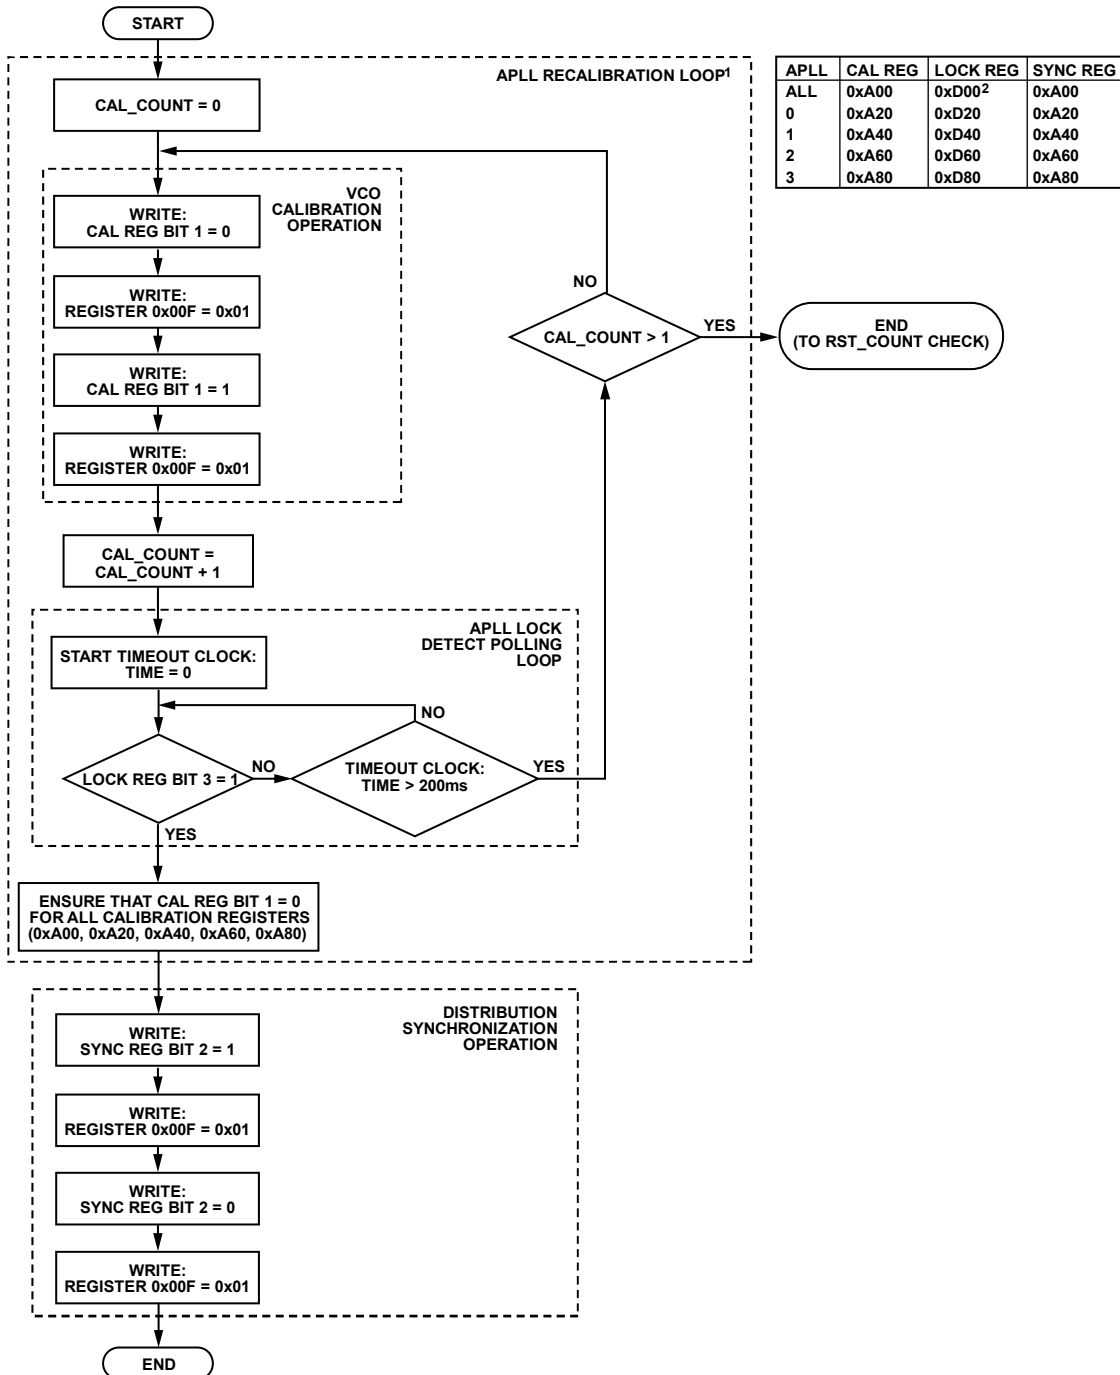 START
APLL RECALIBRATION LOOP1
CAL_COUNT = 0
VCO
CALIBRATION
OPERATION
WRITE:
CAL REG BIT 1 = 0
WRITE:
REGISTER 0x00F = 0x01
WRITE:
CAL REG BIT 1 = 1
WRITE:
REGISTER 0x00F = 0x01
CAL_COUNT =
CAL_COUNT + 1
APLL LOCK
DETECT POLLING
LOOP
START TIMEOUT CLOCK:
TIME = 0
NO
LOCK REG BIT 3 = 1
NO
TIMEOUT CLOCK:
TIME > 200ms
YES
YES
NO
CAL_COUNT > 1
YES
END
(TO RST_COUNT CHECK)
ENSURE THAT CAL REG BIT 1 = 0
FOR ALL CALIBRATION REGISTERS
(0xA00, 0xA20, 0xA40, 0xA60, 0xA80)
DISTRIBUTION
SYNCHRONIZATION
OPERATION
WRITE:
SYNC REG BIT 2 = 1
WRITE:
REGISTER 0x00F = 0x01
WRITE:
SYNC REG BIT 2 = 0
WRITE:
REGISTER 0x00F = 0x01
END
APLL CAL REG LOCK REG SYNC REG
ALL 0xA00 0xD002 0xA00
0 0xA20 0xD20 0xA20
1 0xA40 0xD40 0xA40
2 0xA60 0xD60 0xA60
3 0xA80 0xD80 0xA80